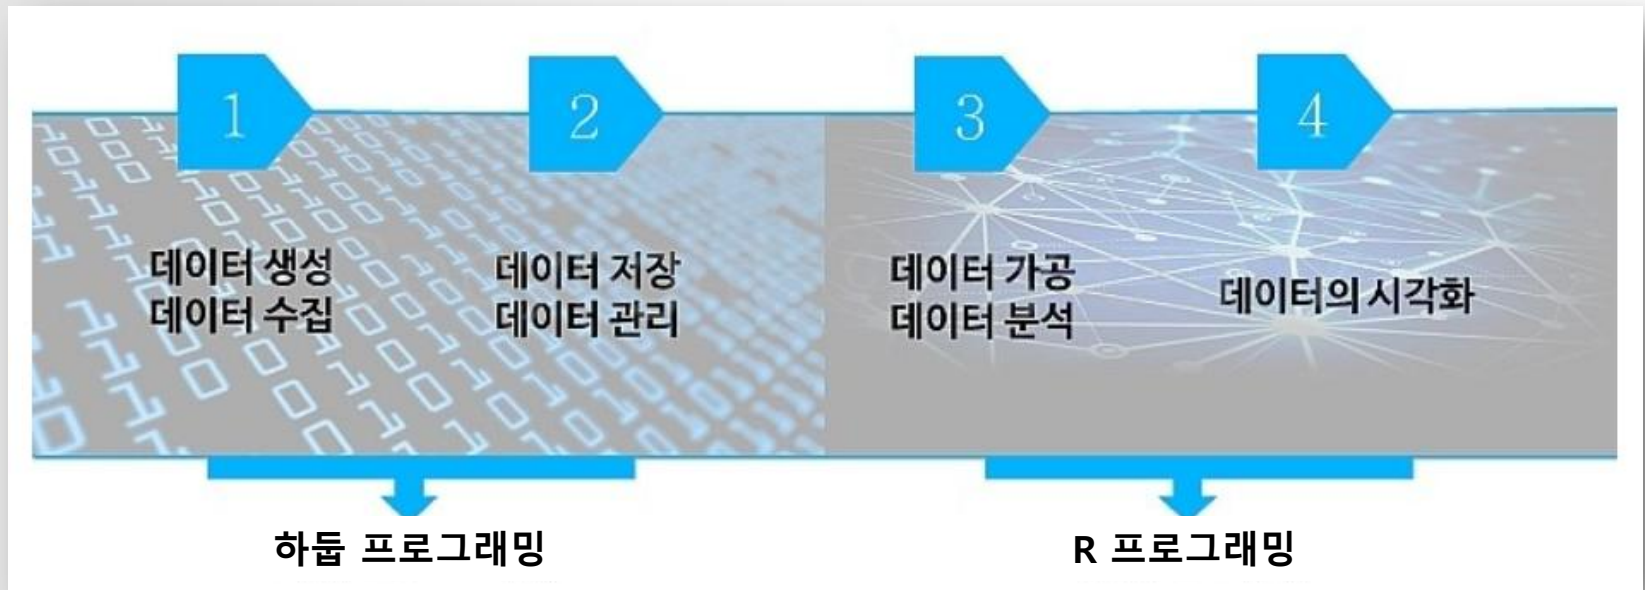 1
2
3
4
데이터 생성
데이터 수집
데이터 저장
데이터 관리
데이터 가공
데이터 분석
데이터의 시각화
하둡 프로그래밍
R 프로그래밍